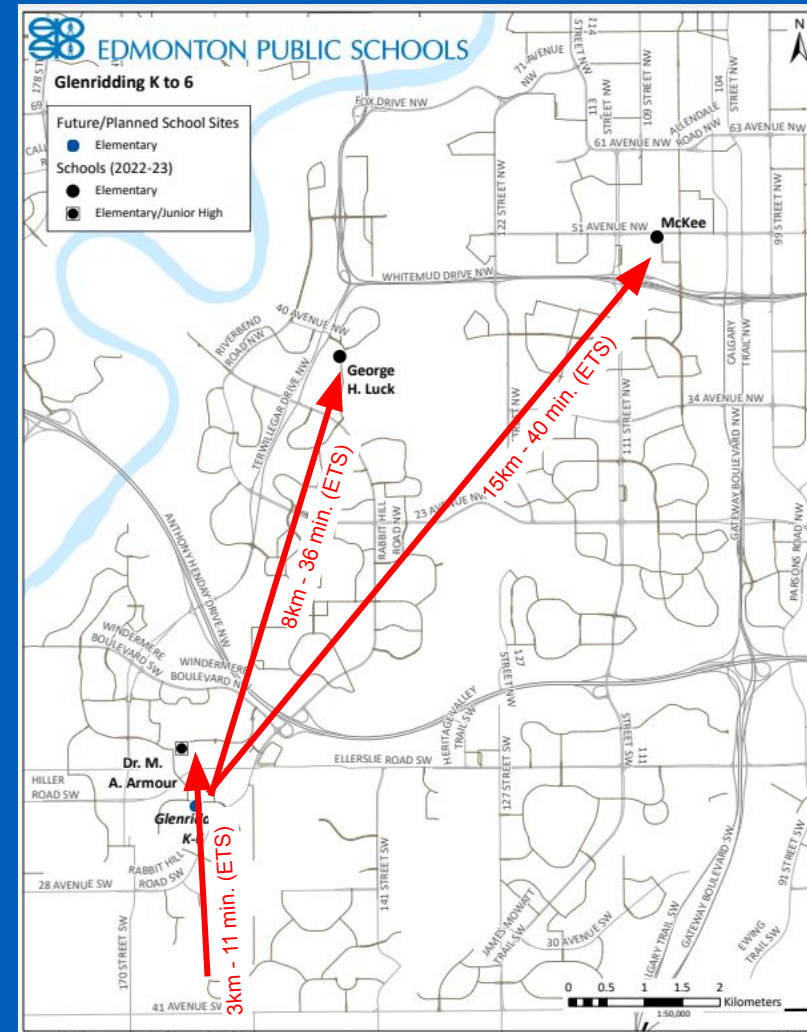 EDMONTON PUBLIC SCHOOLS
Glenridding K to 6
Future/Planned School Sites
Elementary
Schools (2022-23)
Elementary
Elementary/Junior High
N
178 ST
69
114
STREET NW
71 AVENUE
NW
113
STREET NW
109 STREET NW
104
STREET NW
FOX DRIVE NW
61 AVENUE NW
ALLENDALE
ROAD NW
63 AVENUE NW
122 STREET NW
51 AVENUE NW
McKee
99 STREET NW
WHITEMUD DRIVE NW
40 AVENUE NW
RIVERBEND
ROAD NW
George
H. Luck
TERWILLEGAR DRIVE NW
CALGARY
TRAIL NW
34 AVENUE NW
111 STREET NW
15km - 40 min. (ETS)
8km - 36 min. (ETS)
23 AVENUE NW
RABBIT HILL
ROAD NW
GATEWAY BOULEVARD NW
PARSONS ROAD NW
ANTHONY HENDAY DRIVE NW
WINDERMERE
BOULEVARD SW
WINDERMERE
BOULEVARD NW
127
STREET NW
HERITAGE VALLEY
TRAIL SW
111
STREET SW
Dr. M.
A. Armour
ELLERSLIE ROAD SW
HILLER
ROAD SW
127 STREET SW
141 STREET SW
RABBIT HILL
ROAD SW
28 AVENUE SW
170 STREET SW
3km - 11 min. (ETS)
JAMES MOWATT
TRAIL SW
30 AVENUE SW
GATEWAY BOULEVARD SW
91 STREET SW
EWING
TRAIL SW
LGARY TRAIL SW
41 AVENUE SW
0 0.5 1 1.5 2
Kilometers
1:50,000